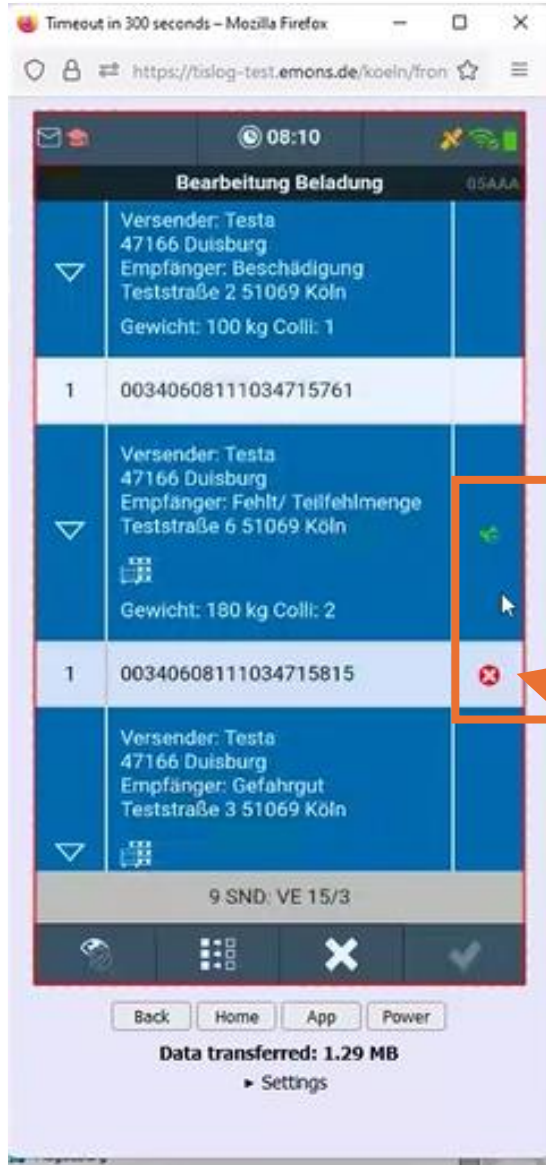 Timeout in 300 seconds – Mozilla Firefox
https://tislog-test.emons.de/koeln/fron
08:10
Bearbeitung Beladung 05AAA
Versender: Testa
47166 Duisburg
Empfänger: Beschädigung
Teststraße 2 51069 Köln
Gewicht: 100 kg Colli: 1
1 00340608111034715761
Versender: Testa
47166 Duisburg
Empfänger: Fehlt/ Teilfehlmenge
Teststraße 6 51069 Köln
Gewicht: 180 kg Colli: 2
1 00340608111034715815
Versender: Testa
47166 Duisburg
Empfänger: Gefahrgut
Teststraße 3 51069 Köln
9 SND: VE 15/3
Back Home App Power
Data transferred: 1.29 MB
▸ Settings